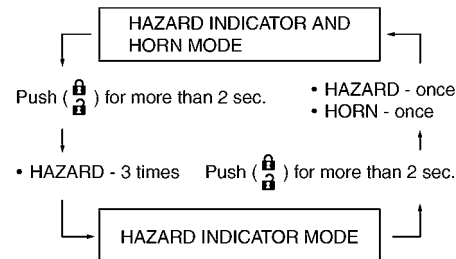 HAZARD INDICATOR AND
HORN MODE
Push ( ) for more than 2 sec.
• HAZARD - 3 times
• HAZARD - once
• HORN - once
Push ( ) for more than 2 sec.
HAZARD INDICATOR MODE